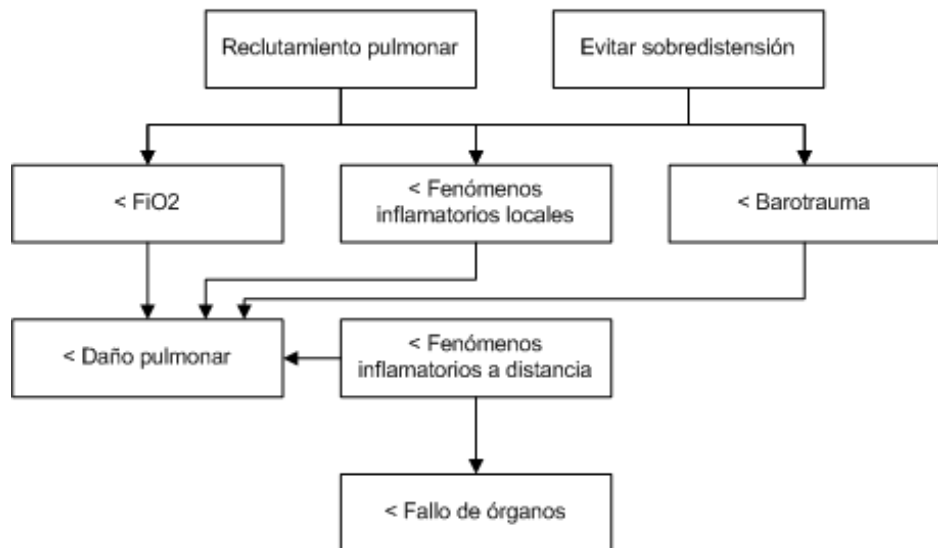 Reclutamiento pulmonar
Evitar sobredistensión
< FiO2
< Fenómenos
inflamatorios locales
< Barotrauma
< Daño pulmonar
< Fenómenos
inflamatorios a distancia
< Fallo de órganos